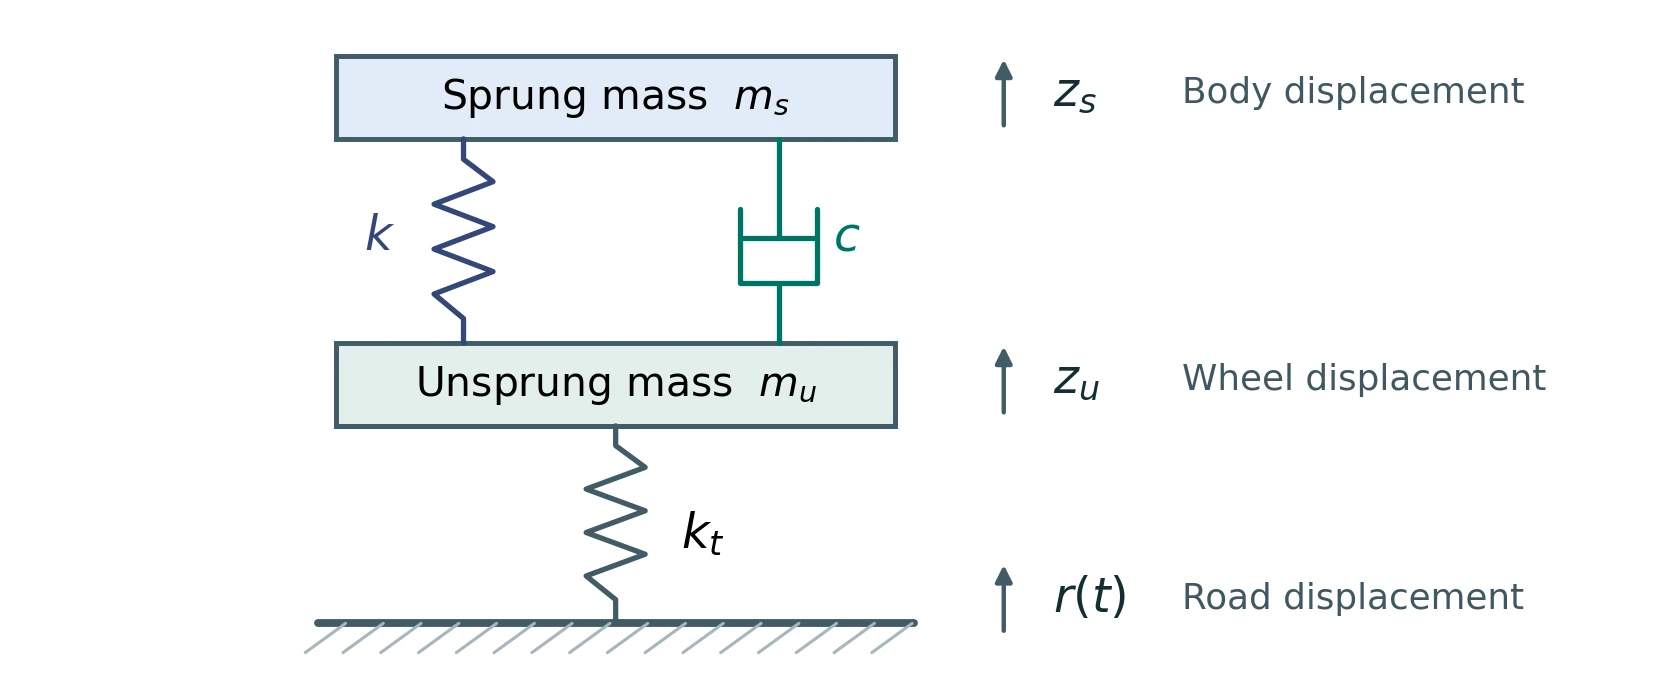 Sprung mass m_s
z_s Body displacement
k
c
Unsprung mass m_u
z_u Wheel displacement
k_t
r(t) Road displacement